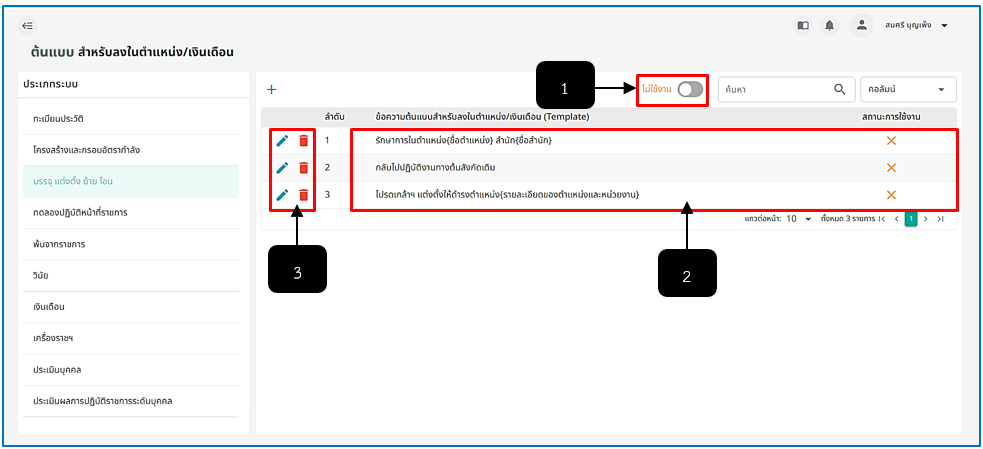 สมศรี บุญเพ็ง
ต้นแบบ สำหรับลงในตำแหน่ง/เงินเดือน
ประเภทระบบ
ทะเบียนประวัติ
โครงสร้างและกรอบอัตรากำลัง
บรรจุ แต่งตั้ง ย้าย โอน
ทดลองปฏิบัติหน้าที่ราชการ
พ้นจากราชการ
วินัย
เงินเดือน
เครื่องราชฯ
ประเมินบุคคล
ประเมินผลการปฏิบัติราชการระดับบุคคล
+ 1 ไม่ใช้งาน ค้นหา คอลัมน์
ลำดับ ข้อความต้นแบบสำหรับลงในตำแหน่ง/เงินเดือน (Template) สถานะการใช้งาน
1 รักษาการในตำแหน่ง{ชื่อตำแหน่ง} สำนัก{ชื่อสำนัก}
2 กลับไปปฏิบัติงานทางต้นสังกัดเดิม
3 โปรดเกล้าฯ แต่งตั้งให้ดำรงตำแหน่ง{รายละเอียดของตำแหน่งและหน่วยงาน}
แถวต่อหน้า: 10 ทั้งหมด 3 รายการ 1
3
2